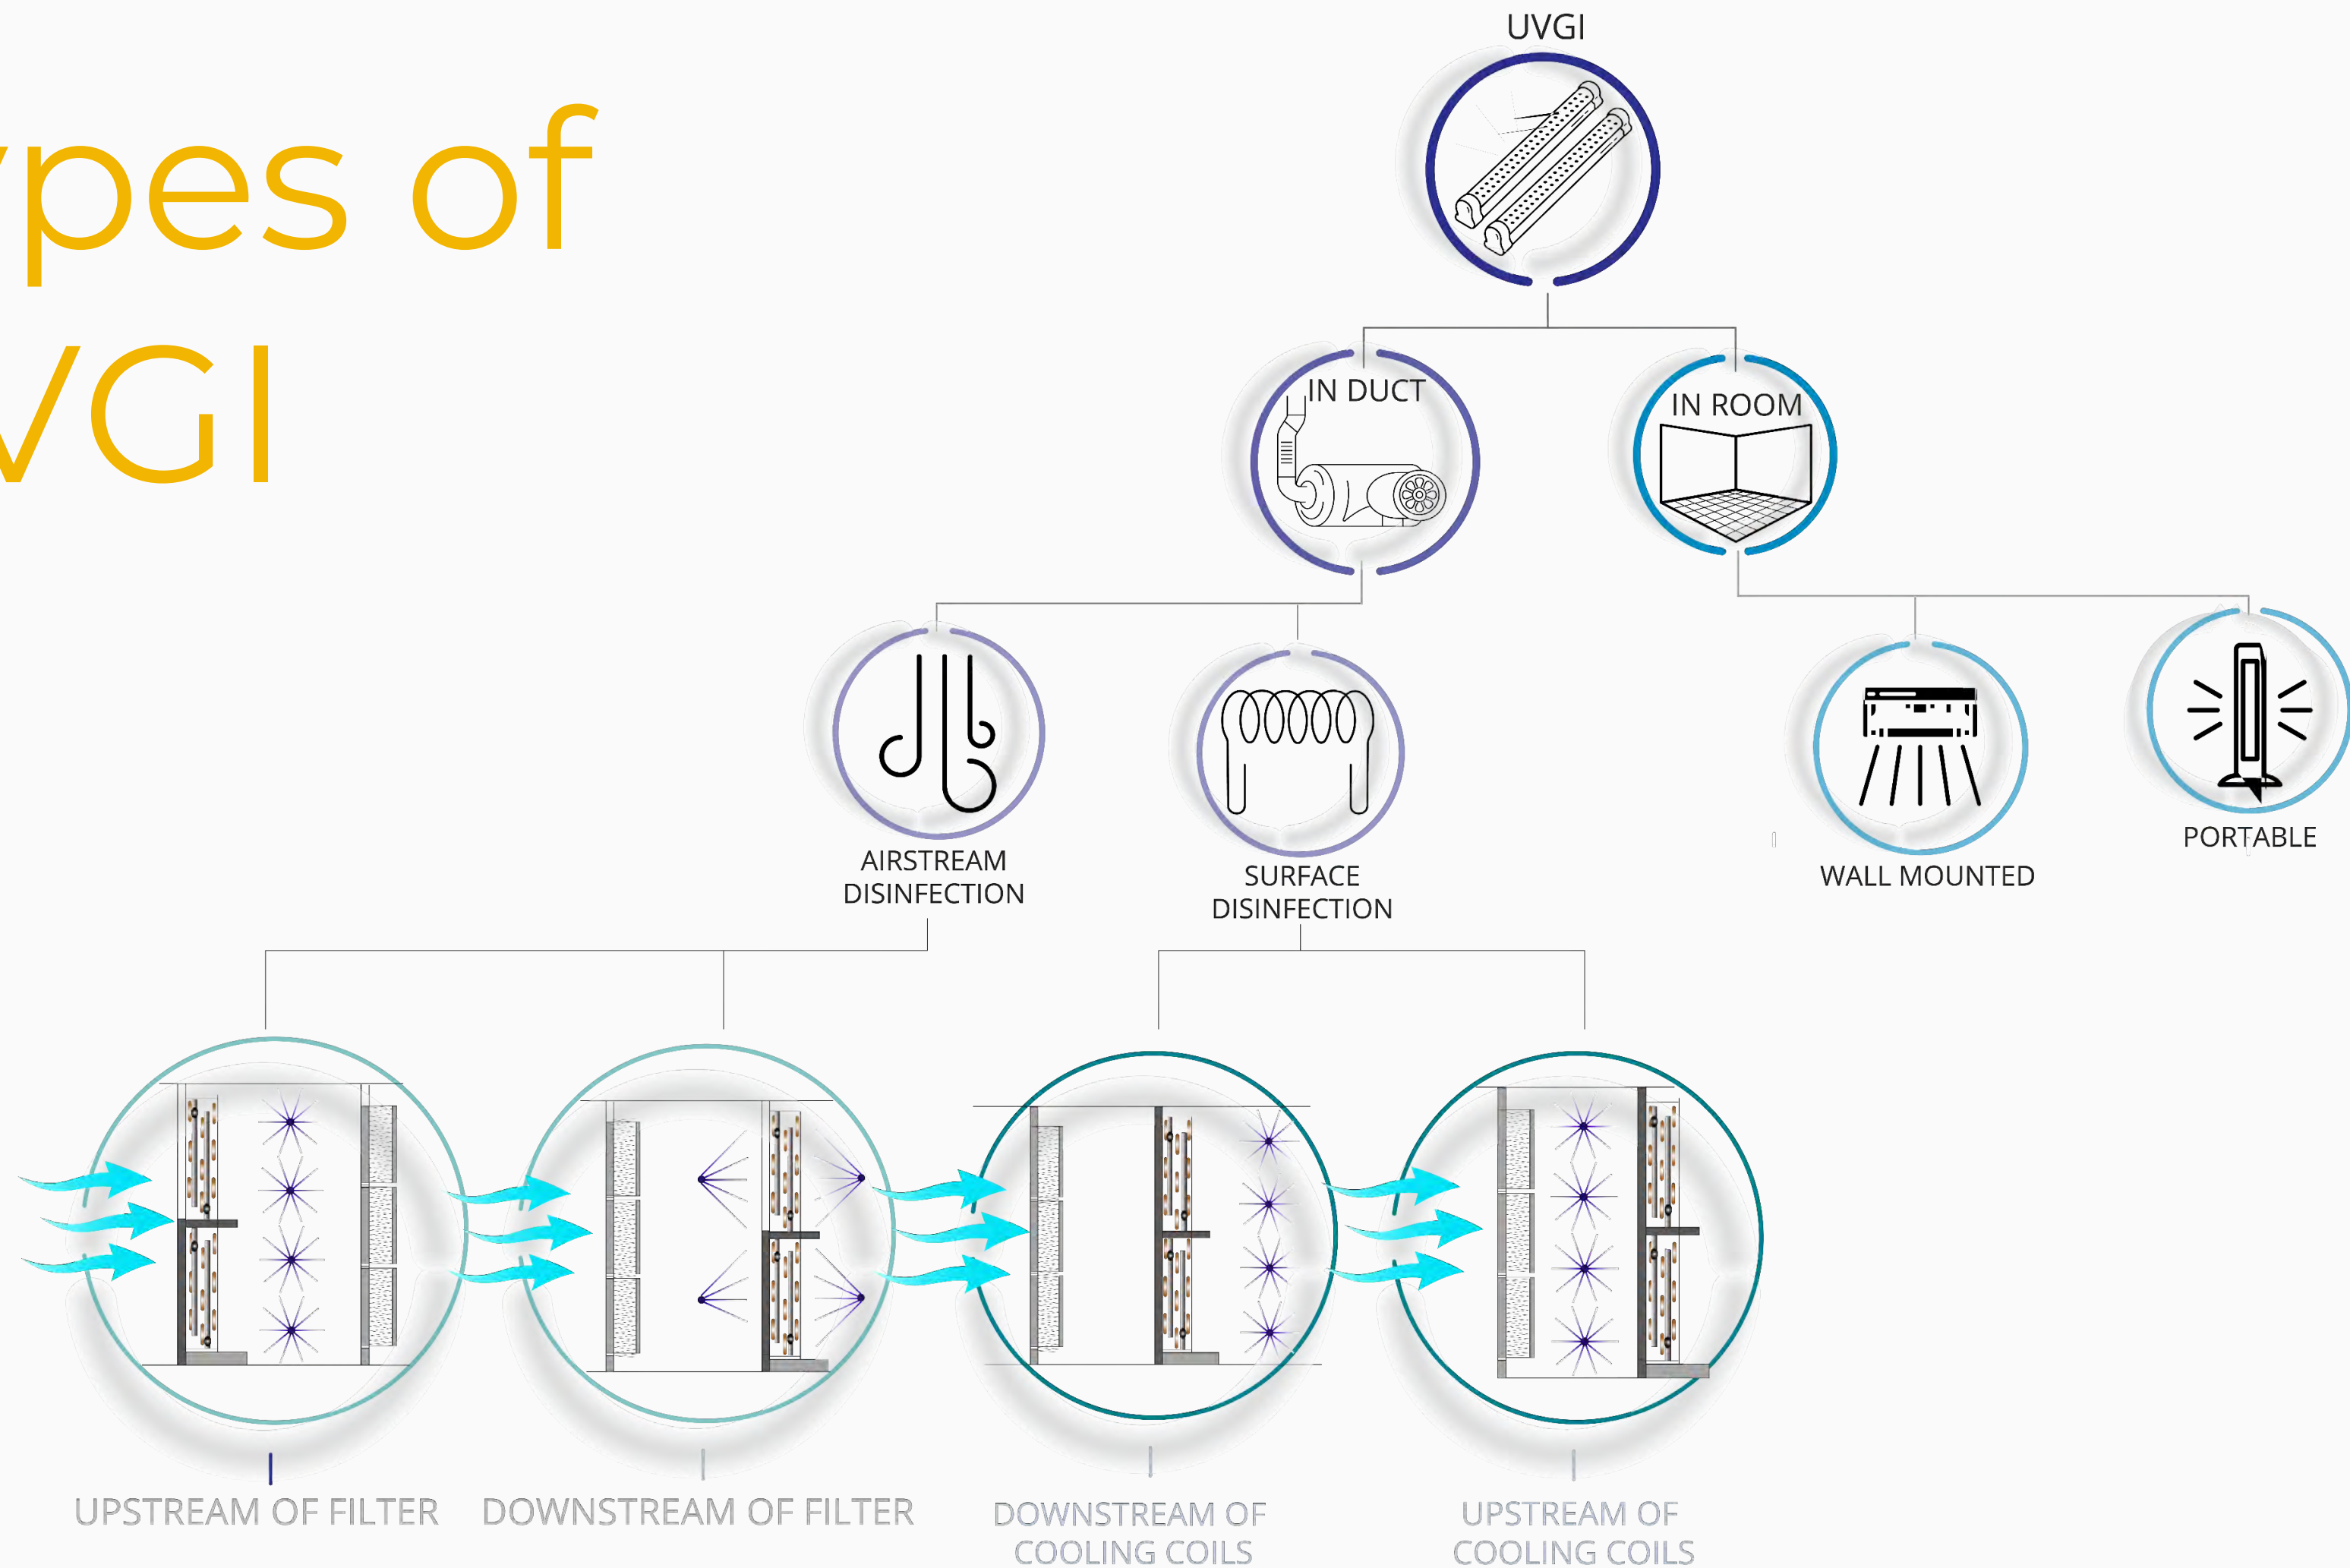 ypes of
VGI
UVGI
IN DUCT
IN ROOM
AIRSTREAM
DISINFECTION
SURFACE
DISINFECTION
WALL MOUNTED
PORTABLE
UPSTREAM OF FILTER
DOWNSTREAM OF FILTER
DOWNSTREAM OF
COOLING COILS
UPSTREAM OF
COOLING COILS